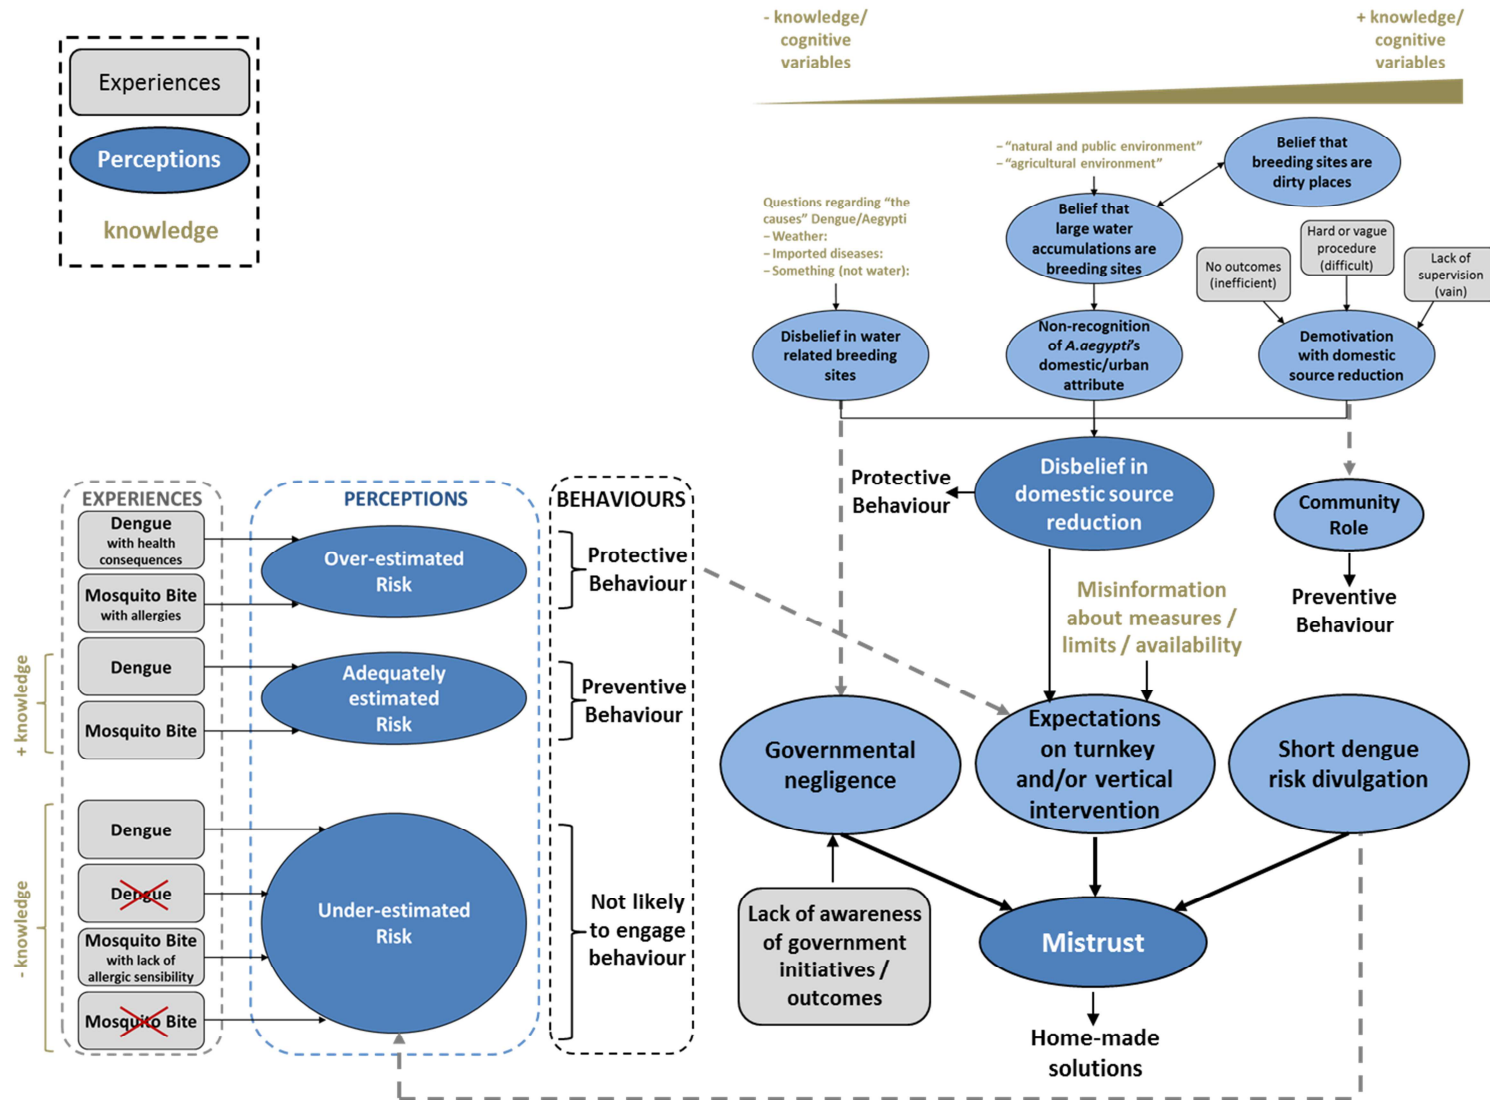 Experiences
Perceptions
knowledge
- knowledge/
cognitive
variables
+ knowledge/
cognitive
variables
Belief that
breeding sites are
dirty places
– “natural and public environment”
– “agricultural environment”
Questions regarding “the
causes” Dengue/Aegypti
– Weather:
– Imported diseases:
– Something (not water):
Belief that
large water
accumulations are
breeding sites
No outcomes
(inefficient)
Hard or vague
procedure
(difficult)
Lack of
supervision
(vain)
Disbelief in water
related breeding
sites
Non-recognition
of A.aegypti's
domestic/urban
attribute
Demotivation
with domestic
source reduction
Protective
Behaviour
Disbelief in
domestic source
reduction
Community
Role
Preventive
Behaviour
Misinformation
about measures /
limits / availability
Governmental
negligence
Expectations
on turnkey
and/or vertical
intervention
Short dengue
risk divulgation
Lack of awareness
of government
initiatives /
outcomes
Mistrust
Home-made
solutions
EXPERIENCES
PERCEPTIONS
BEHAVIOURS
Dengue
with health
consequences
Mosquito Bite
with allergies
Over-estimated
Risk
Protective
Behaviour
+ knowledge
Dengue
Mosquito Bite
Adequately
estimated
Risk
Preventive
Behaviour
- knowledge
Dengue
Dengue
Mosquito Bite
with lack of
allergic sensibility
Mosquito Bite
Under-estimated
Risk
Not likely
to engage
behaviour